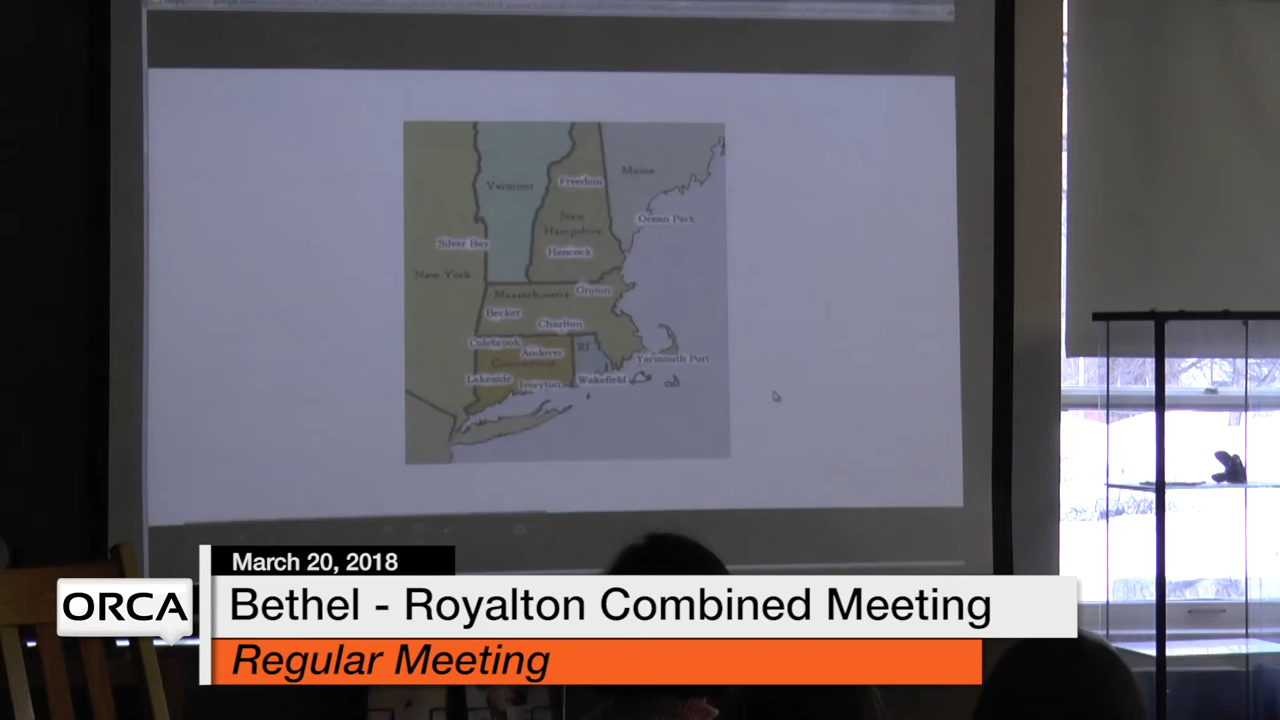 Maine
Vermont
Freedom
New
Hampshire
Ocean Park
Silver Bay
Hancock
New York
Massachusetts
Groton
Becket
Charlton
Colebrook
Andover
RI
Connecticut
Yarmouth Port
Lakeside
Ivoryton
Wakefield
March 20, 2018
ORCA
Bethel - Royalton Combined Meeting
Regular Meeting